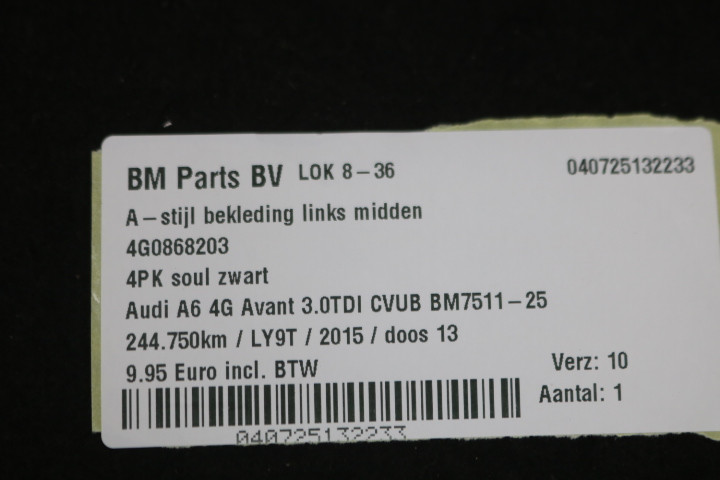 BM Parts BV LOK 8-36 040725132233
A-stijl bekleding links midden
4G0868203
4PK soul zwart
Audi A6 4G Avant 3.0TDI CVUB BM7511-25
244.750km / LY9T / 2015 / doos 13
9.95 Euro incl. BTW Verz: 10
Aantal: 1
040725132233